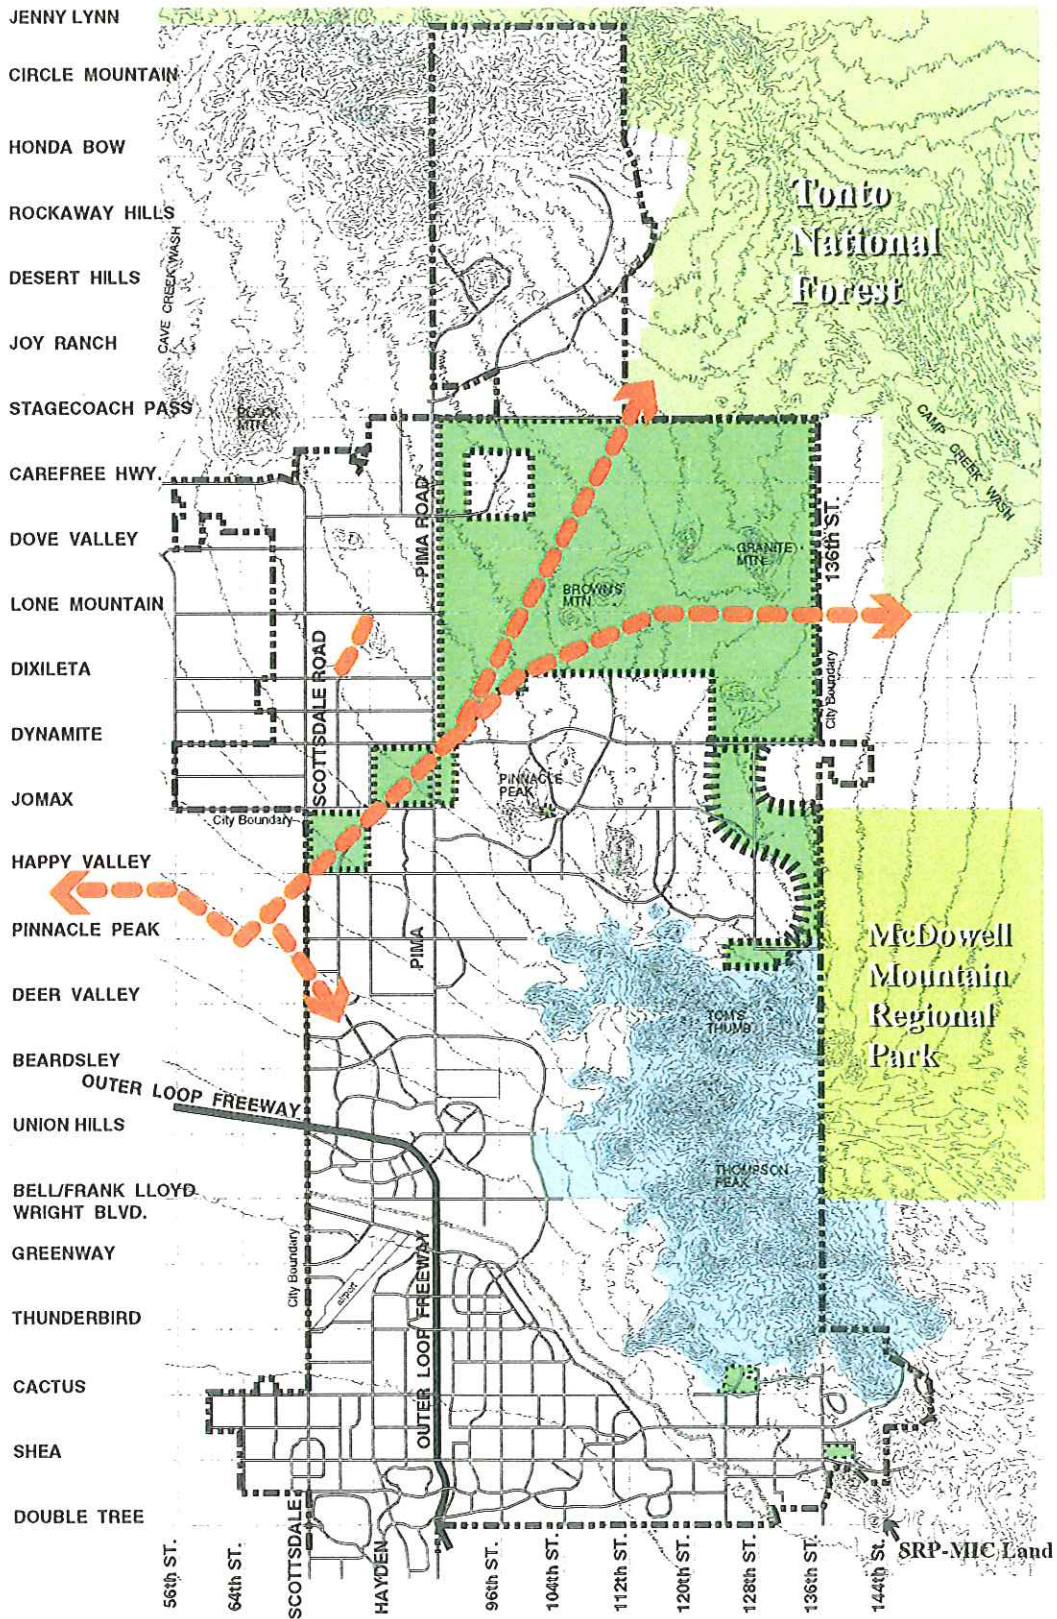 JENNY LYNN
CIRCLE MOUNTAIN
HONDA BOW
ROCKAWAY HILLS
DESERT HILLS
JOY RANCH
STAGECOACH PASS
CAREFREE HWY.
DOVE VALLEY
LONE MOUNTAIN
DIXILETA
DYNAMITE
JOMAX
HAPPY VALLEY
PINNACLE PEAK
DEER VALLEY
BEARDSLEY
UNION HILLS
BELL/FRANK LLOYD
WRIGHT BLVD.
GREENWAY
THUNDERBIRD
CACTUS
SHEA
DOUBLE TREE
CAVE CREEK WASH
BLACK
MTN.
Tonto
National
Forest
CAMP CREEK WASH
PIMA ROAD
136th ST.
GRANITE
MTN.
BROWN'S
MTN.
SCOTTSDALE ROAD
City Boundary
City Boundary
PINNACLE
PEAK
PIMA
McDowell
Mountain
Regional
Park
TOM'S
THUMB
OUTER LOOP FREEWAY
THOMPSON
PEAK
City Boundary
airport
OUTER LOOP FREEWAY
56th ST.
64th ST.
SCOTTSDALE
HAYDEN
96th ST.
104th ST.
112th ST.
120th ST.
128th ST.
136th ST.
144th St.
SRP-MIC Land